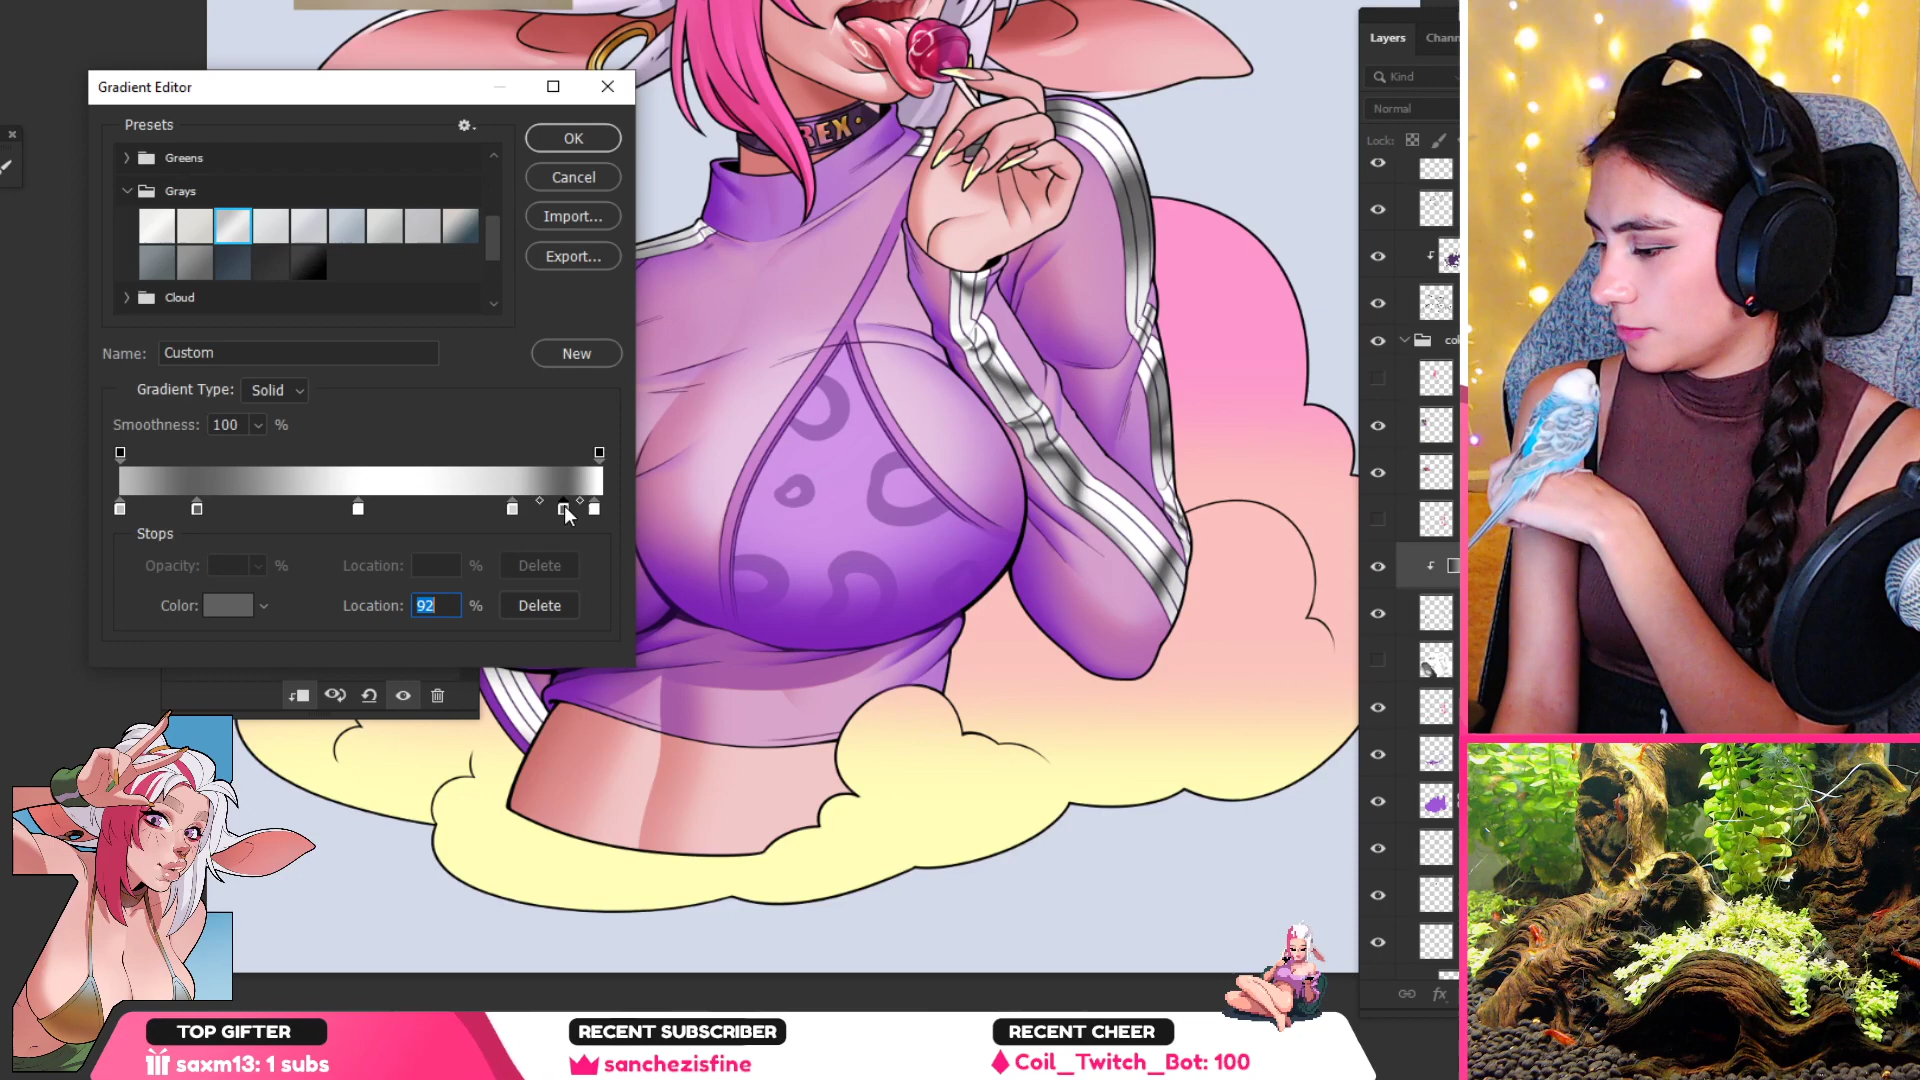 Gradient Editor
Presets
Greens
Grays
Cloud
OK
Cancel
Import...
Export...
Name: Custom
New
Gradient Type: Solid
Smoothness: 100 %
Stops
Opacity: % Location: % Delete
Color: Location: 92 % Delete
REX
Layers
Kind
Normal
Lock:
fx
TOP GIFTER
saxm13: 1 subs
RECENT SUBSCRIBER
sanchezisfine
RECENT CHEER
Coil_Twitch_Bot: 100